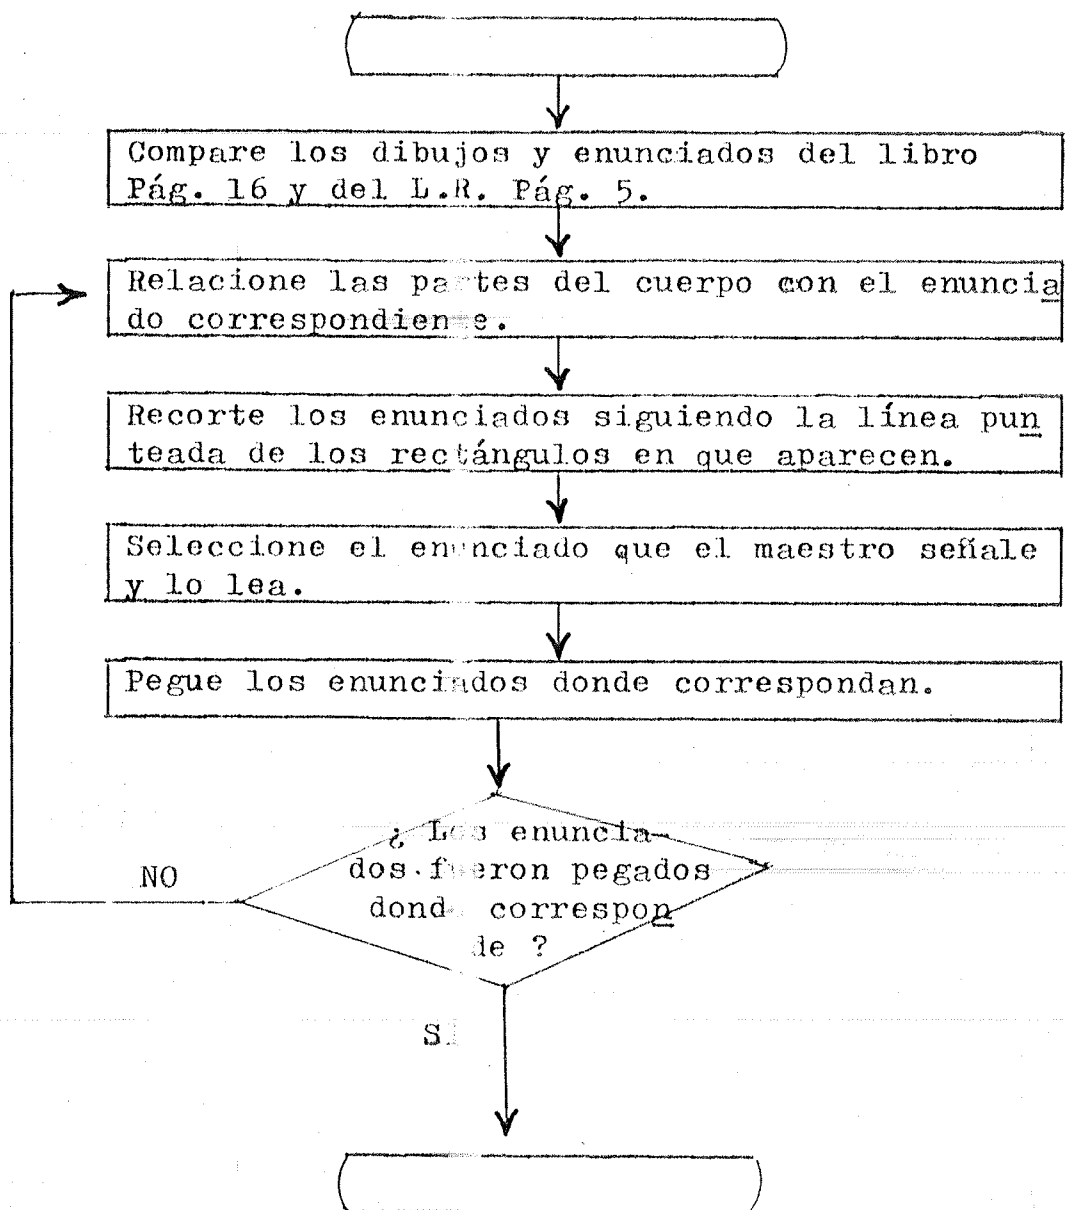 Compare los dibujos y enunciados del libro
Pág. 16 y del L.R. Pág. 5.
Relacione las partes del cuerpo con el enuncia
do correspondiente.
Recorte los enunciados siguiendo la línea pun
teada de los rectángulos en que aparecen.
Seleccione el enunciado que el maestro señale
y lo lea.
Pegue los enunciados donde correspondan.
¿ Los enuncia-
dos fueron pegados
donde correspon
de ?
NO
SI